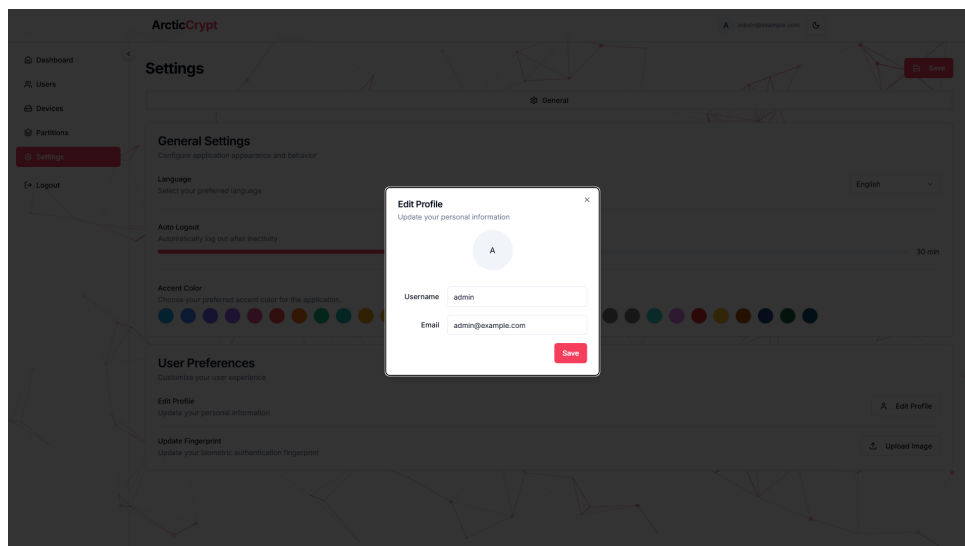 ArcticCrypt
A admin@example.com
Dashboard
Users
Devices
Partitions
Settings
Logout
Settings
Save
General
General Settings
Configure application appearance and behavior
Language
Select your preferred language
English
Auto Logout
Automatically log out after inactivity
30 min
Accent Color
Choose your preferred accent color for the application
User Preferences
Customize your user experience
Edit Profile
Update your personal information
Edit Profile
Update Fingerprint
Update your biometric authentication fingerprint
Upload Image
Edit Profile
Update your personal information
A
Username admin
Email admin@example.com
Save